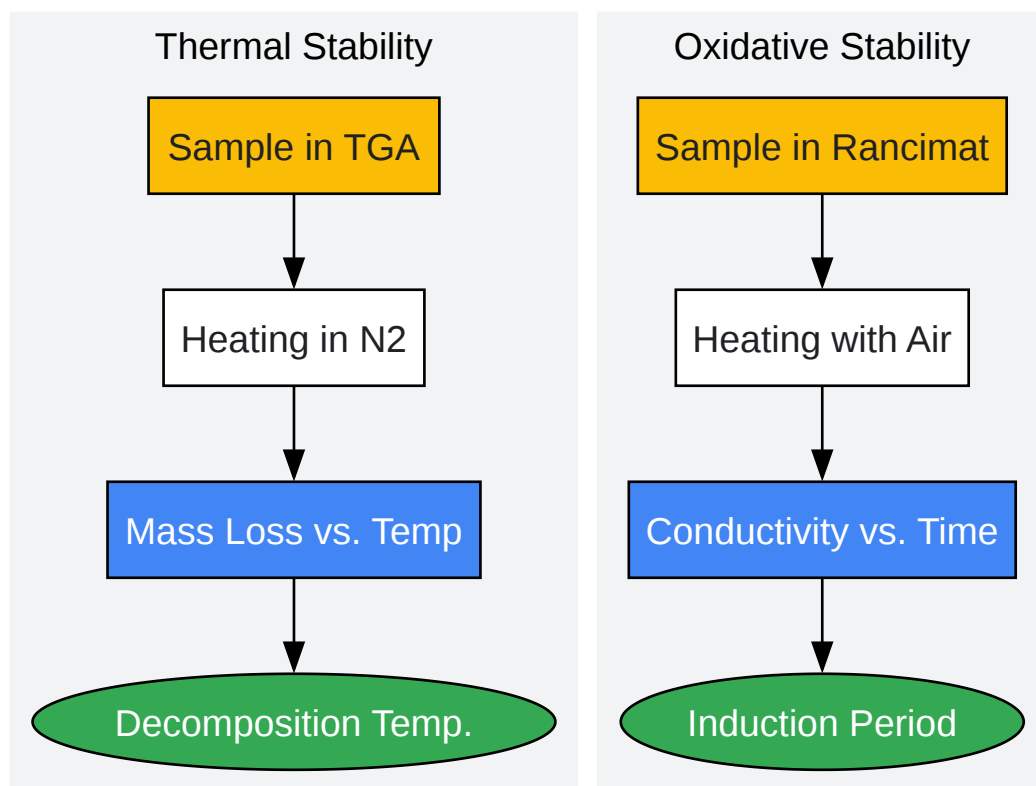 Thermal Stability
Sample in TGA
Heating in N2
Mass Loss vs. Temp
Decomposition Temp.
Oxidative Stability
Sample in Rancimat
Heating with Air
Conductivity vs. Time
Induction Period